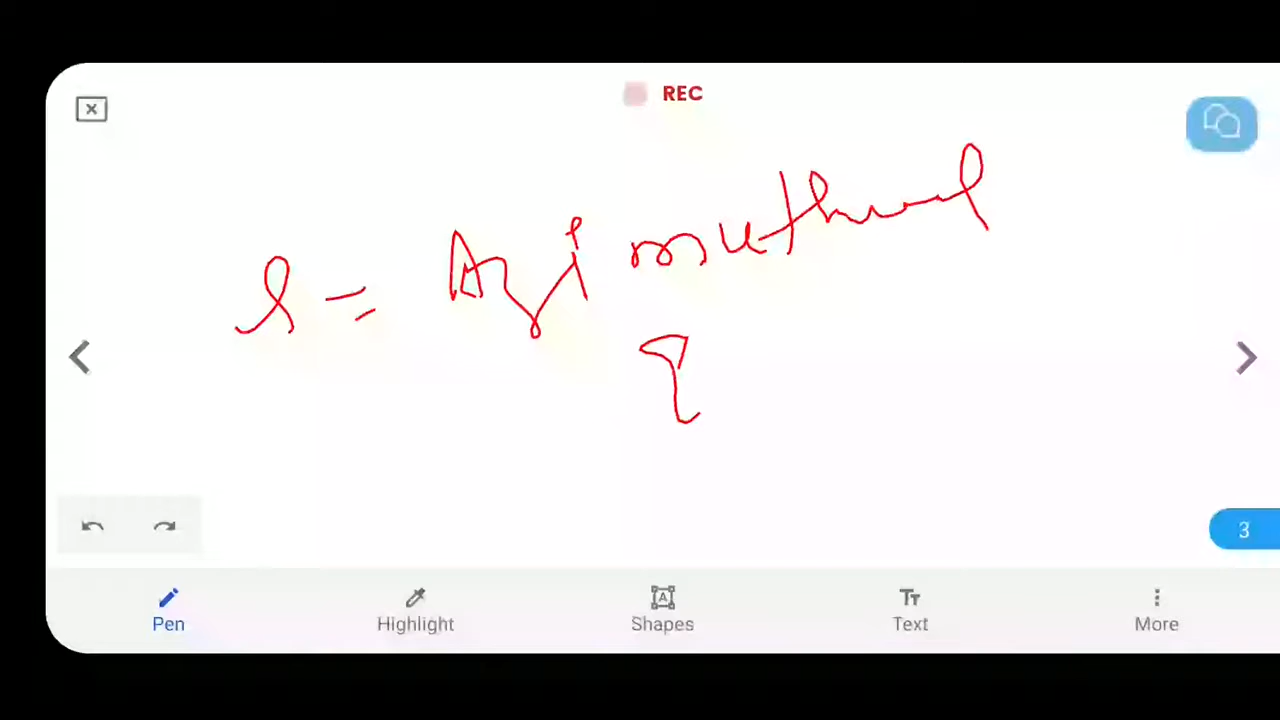 REC
l = Azimuthal
q
3
Pen
Highlight
Shapes
Text
More